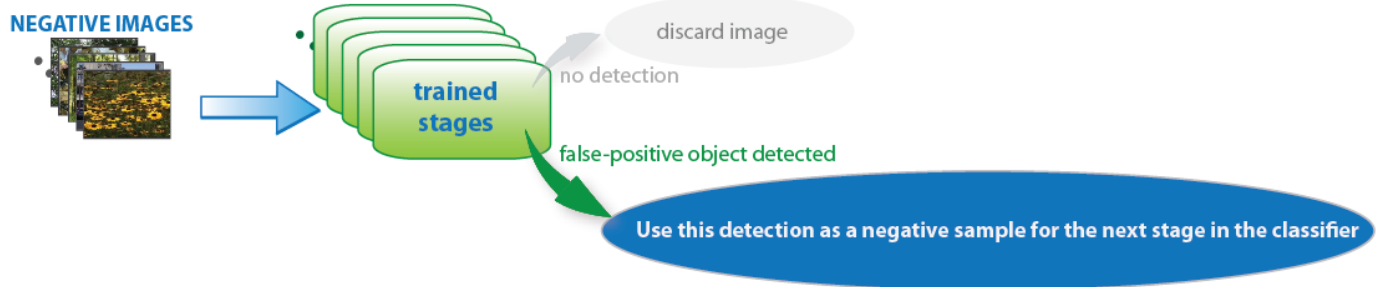 NEGATIVE IMAGES
discard image
no detection
trained
stages
false-positive object detected
Use this detection as a negative sample for the next stage in the classifier